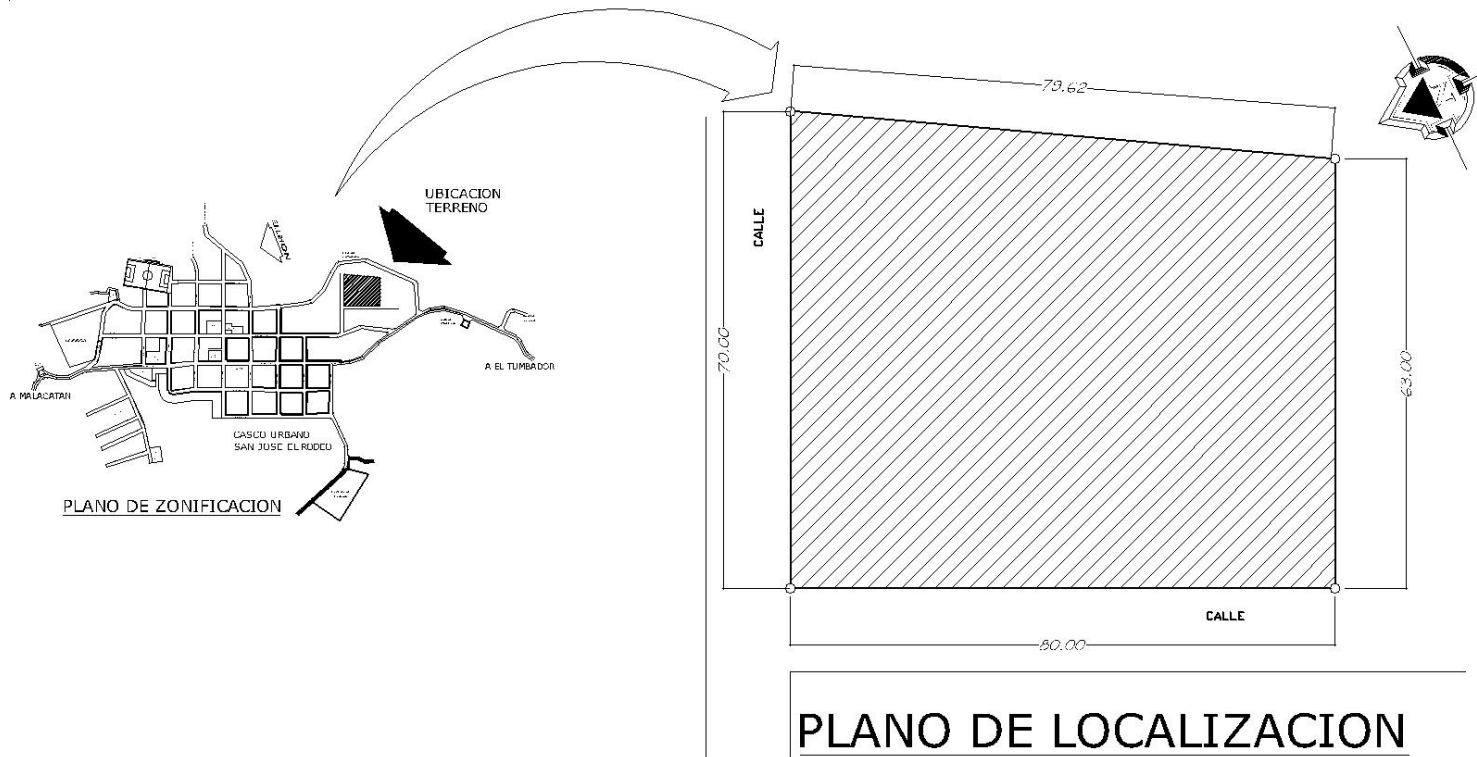 79.62
UBICACION
TERRENO
CALLE
70.00
63.00
A EL TUMBADOR
A MALACATAN
CASCO URBANO
SAN JOSE EL RODEO
PLANO DE ZONIFICACION
CALLE
80.00
PLANO DE LOCALIZACION